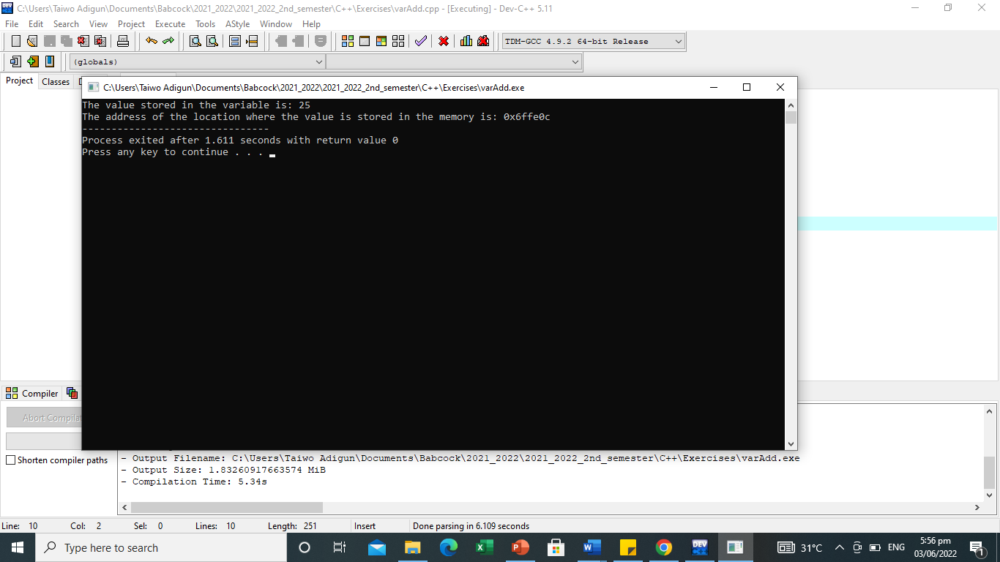 C:\Users\Taiwo Adigun\Documents\Babcock\2021_2022\2021_2022_2nd_semester\C++\Exercises\varAdd.cpp - [Executing] - Dev-C++ 5.11
File Edit Search View Project Execute Tools AStyle Window Help
TDM-GCC 4.9.2 64-bit Release
(globals)
Project Classes
C:\Users\Taiwo Adigun\Documents\Babcock\2021_2022\2021_2022_2nd_semester\C++\Exercises\varAdd.exe
The value stored in the variable is: 25
The address of the location where the value is stored in the memory is: 0x6ffe0c
--------------------------------
Process exited after 1.611 seconds with return value 0
Press any key to continue . . .
Compiler
Abort Compilat
Shorten compiler paths
- Output Filename: C:\Users\Taiwo Adigun\Documents\Babcock\2021_2022\2021_2022_2nd_semester\C++\Exercises\varAdd.exe
- Output Size: 1.83260917663574 MiB
- Compilation Time: 5.34s
Line: 10 Col: 2 Sel: 0 Lines: 10 Length: 251 Insert Done parsing in 6.109 seconds
Type here to search
DEV
31°C
ENG
5:56 pm
03/06/2022
1